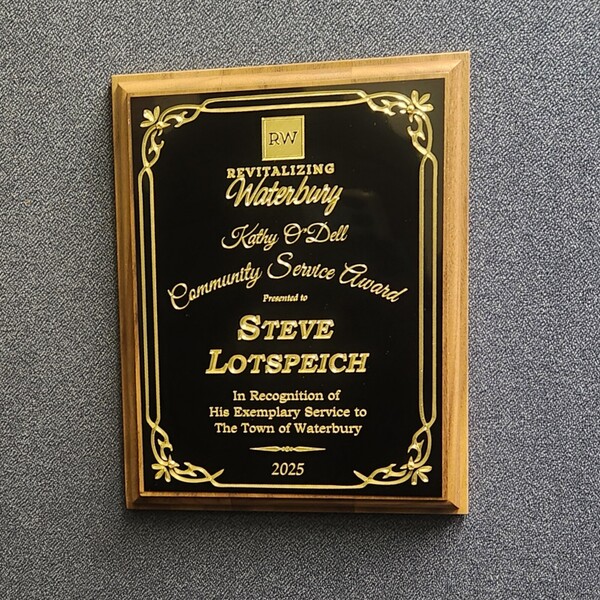 RW
REVITALIZING
Waterbury
Kathy O'Dell
Community Service Award
Presented to
STEVE
LOTSPEICH
In Recognition of
His Exemplary Service to
The Town of Waterbury
2025